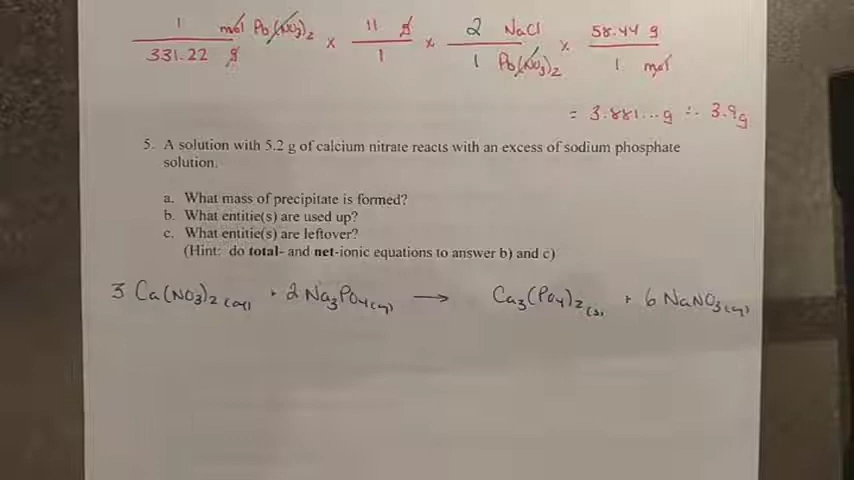 1 mol Pb(NO3)2 × 11 g × 2 NaCl × 58.44 g
331.22 g 1 1 Pb(NO3)2 1 mol
= 3.881...g ∴ 3.9g
5. A solution with 5.2 g of calcium nitrate reacts with an excess of sodium phosphate
solution.
a. What mass of precipitate is formed?
b. What entitie(s) are used up?
c. What entitie(s) are leftover?
(Hint: do total- and net-ionic equations to answer b) and c)
3 Ca(NO3)2(aq) + 2 Na3PO4(aq) → Ca3(PO4)2(s) + 6 NaNO3(aq)